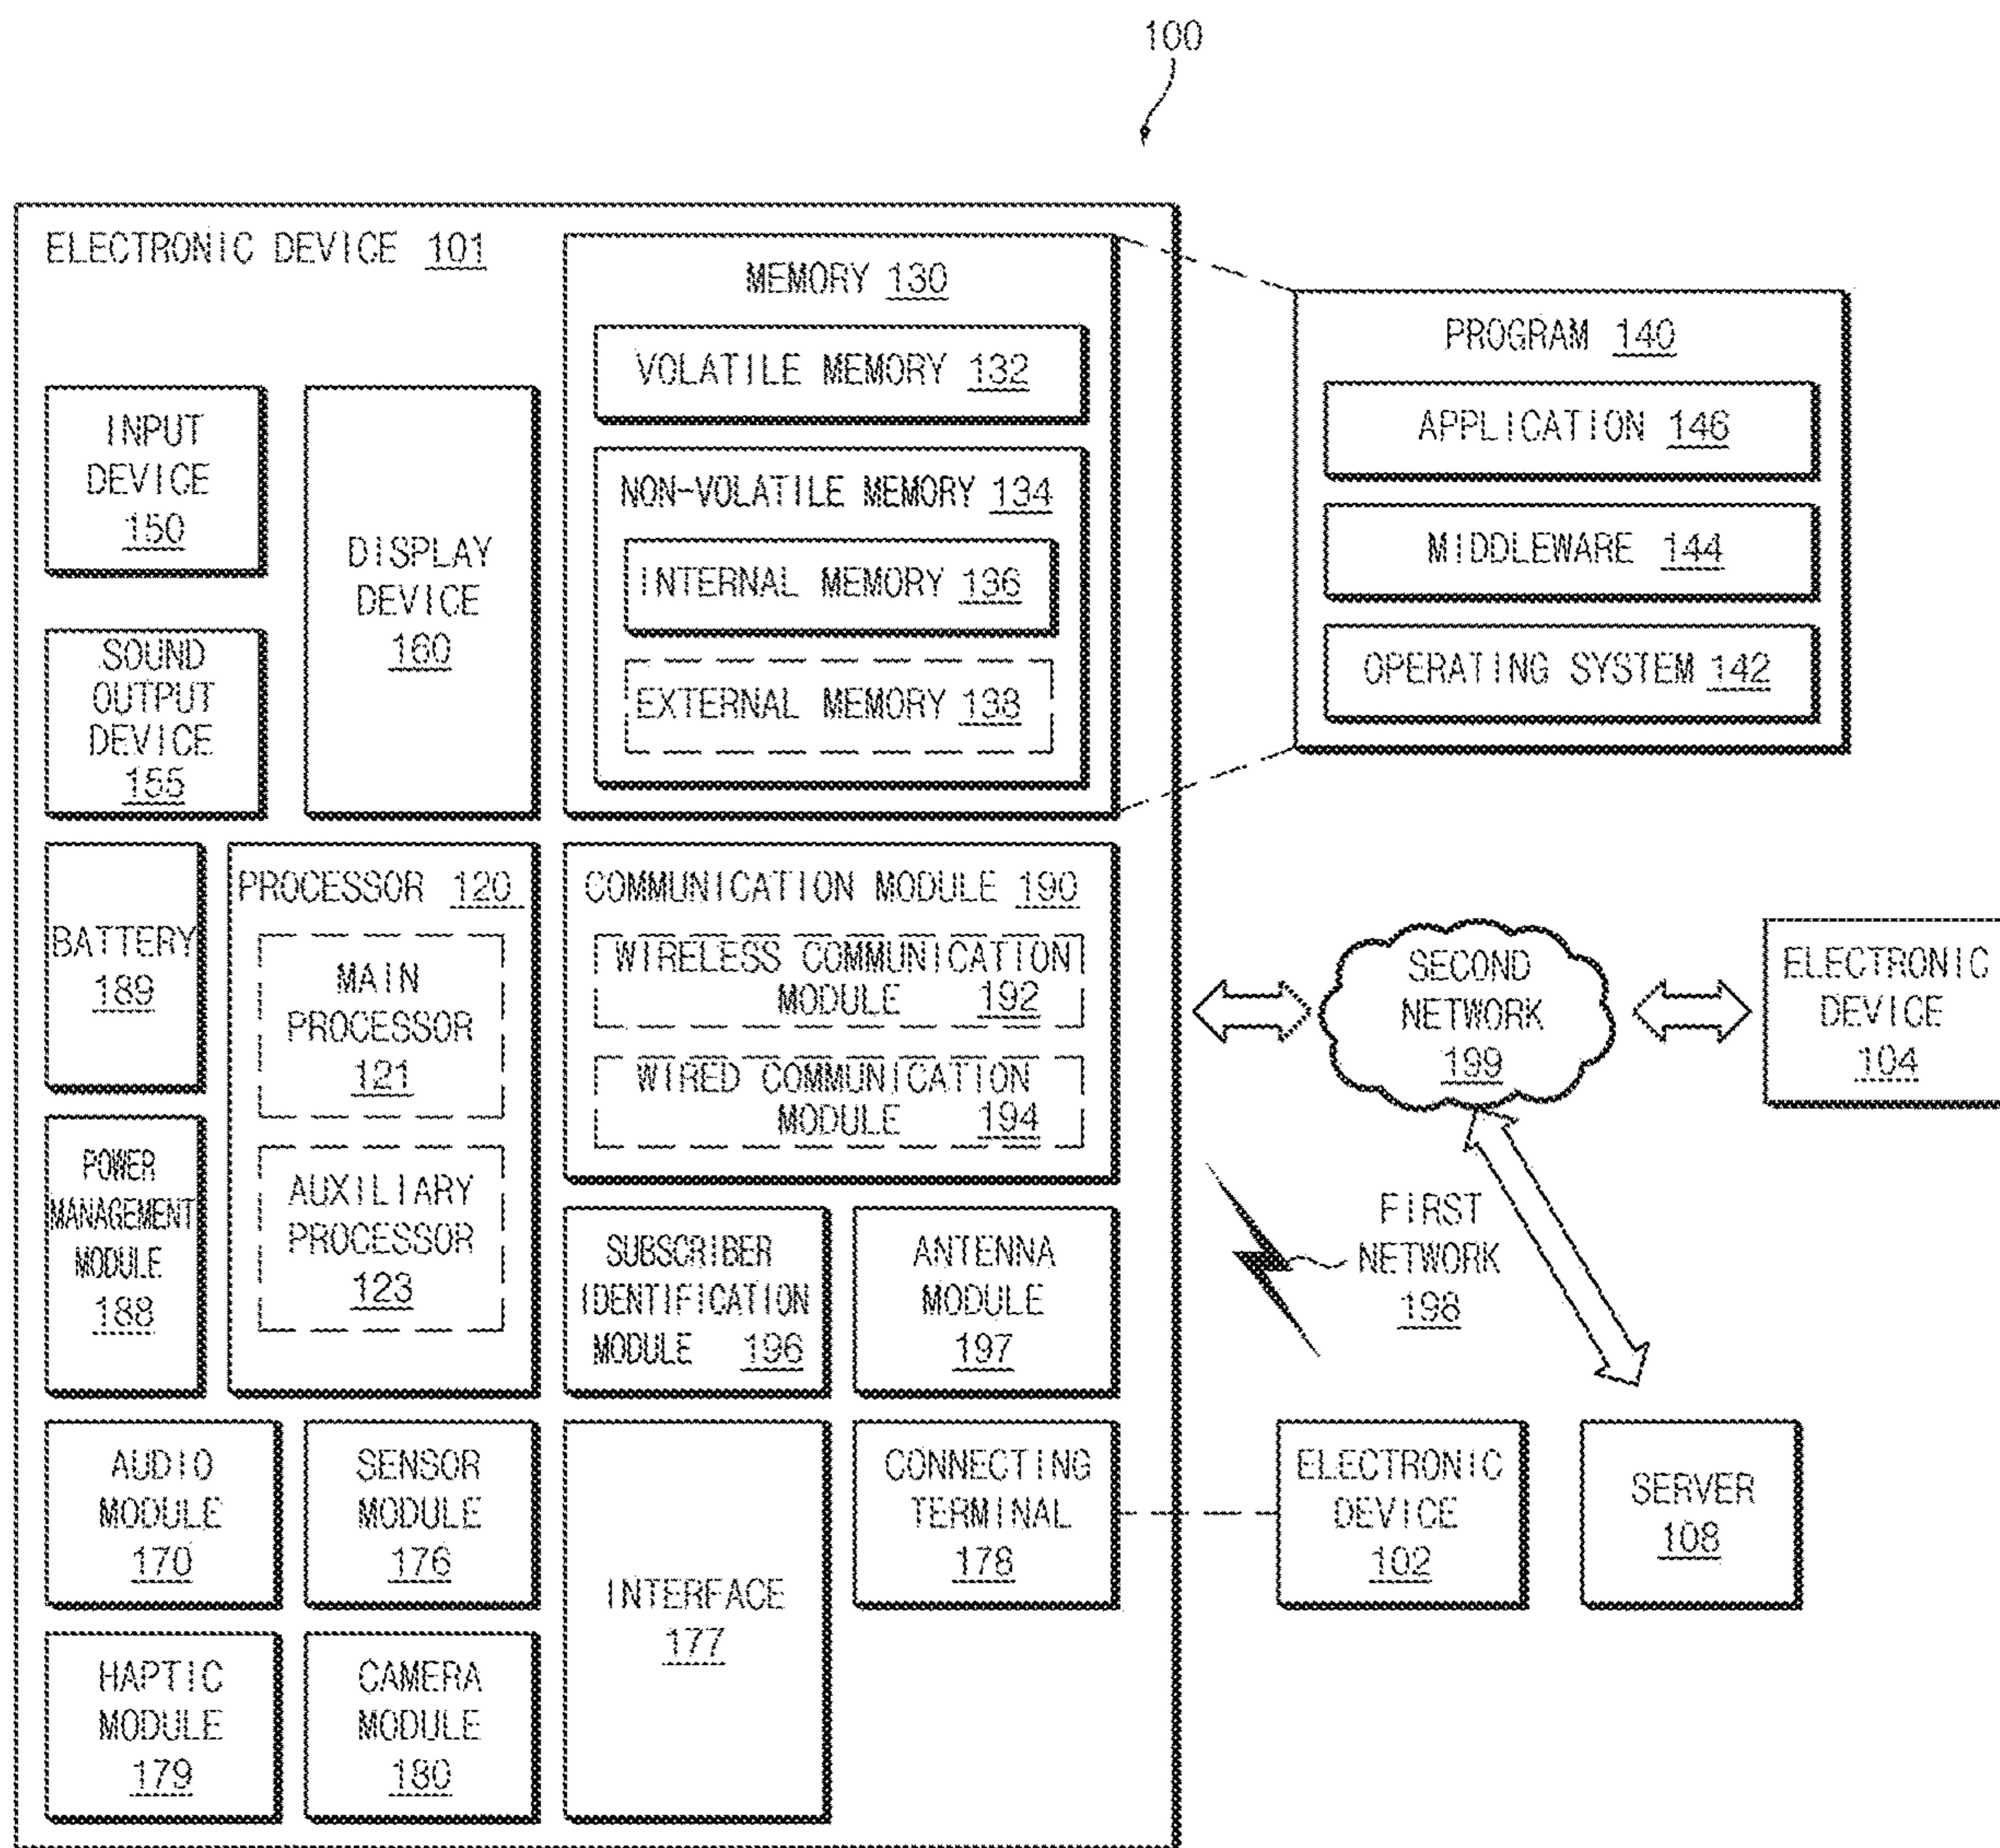 100
ELECTRONIC DEVICE 101
MEMORY 130
VOLATILE MEMORY 132
NON-VOLATILE MEMORY 134
INTERNAL MEMORY 136
EXTERNAL MEMORY 138
PROGRAM 140
APPLICATION 146
MIDDLEWARE 144
OPERATING SYSTEM 142
INPUT
DEVICE
150
SOUND
OUTPUT
DEVICE
155
DISPLAY
DEVICE
160
BATTERY
189
POWER
MANAGEMENT
MODULE
188
PROCESSOR 120
MAIN
PROCESSOR
121
AUXILIARY
PROCESSOR
123
COMMUNICATION MODULE 190
WIRELESS COMMUNICATION
MODULE 192
WIRED COMMUNICATION
MODULE 194
SUBSCRIBER
IDENTIFICATION
MODULE 196
ANTENNA
MODULE
197
SECOND
NETWORK
199
ELECTRONIC
DEVICE
104
FIRST
NETWORK
198
AUDIO
MODULE
170
SENSOR
MODULE
176
INTERFACE
177
CONNECTING
TERMINAL
178
ELECTRONIC
DEVICE
102
SERVER
108
HAPTIC
MODULE
179
CAMERA
MODULE
180